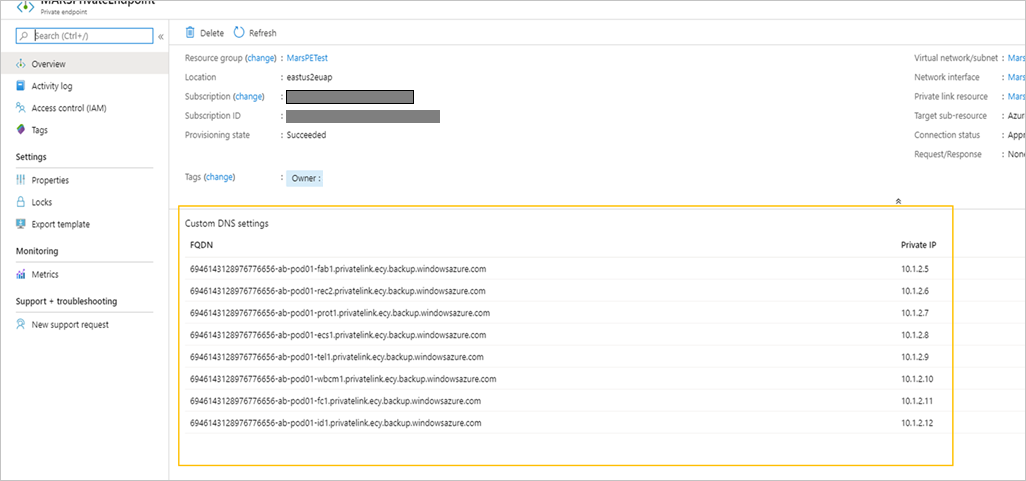 MARSPrivateEndpoint
Private endpoint
Search (Ctrl+/)
«
Delete
Refresh
Overview
Activity log
Access control (IAM)
Tags
Settings
Properties
Locks
Export template
Monitoring
Metrics
Support + troubleshooting
New support request
Resource group (change) : MarsPETest
Location : eastus2euap
Subscription (change) :
Subscription ID :
Provisioning state : Succeeded
Tags (change) : Owner :
Virtual network/subnet : Mars
Network interface : Mars
Private link resource : Mars
Target sub-resource : Azur
Connection status : Appr
Request/Response : None
Custom DNS settings
FQDN Private IP
6946143128976776656-ab-pod01-fab1.privatelink.ecy.backup.windowsazure.com 10.1.2.5
6946143128976776656-ab-pod01-rec2.privatelink.ecy.backup.windowsazure.com 10.1.2.6
6946143128976776656-ab-pod01-prot1.privatelink.ecy.backup.windowsazure.com 10.1.2.7
6946143128976776656-ab-pod01-ecs1.privatelink.ecy.backup.windowsazure.com 10.1.2.8
6946143128976776656-ab-pod01-tel1.privatelink.ecy.backup.windowsazure.com 10.1.2.9
6946143128976776656-ab-pod01-wbcm1.privatelink.ecy.backup.windowsazure.com 10.1.2.10
6946143128976776656-ab-pod01-fc1.privatelink.ecy.backup.windowsazure.com 10.1.2.11
6946143128976776656-ab-pod01-id1.privatelink.ecy.backup.windowsazure.com 10.1.2.12